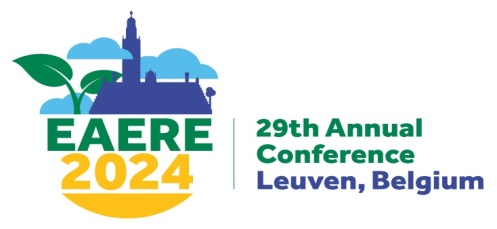 EAERE
2024
29th Annual
Conference
Leuven, Belgium